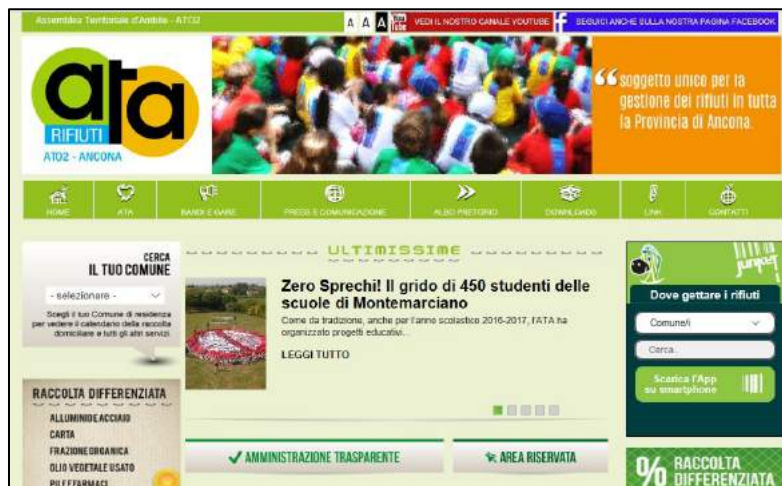 Assemblea Territoriale d'Ambito - ATO2
A A A
You Tube VEDI IL NOSTRO CANALE YOUTUBE
f SEGUICI ANCHE SULLA NOSTRA PAGINA FACEBOOK
ata
RIFIUTI
ATO2 - ANCONA
“soggetto unico per la
gestione dei rifiuti in tutta
la Provincia di Ancona.
HOME
ATA
BANDI E GARE
PRESS E COMUNICAZIONE
ALBO PRETORIO
DOWNLOADS
LINK
CONTATTI
CERCA
IL TUO COMUNE
- selezionare -
Scegli il tuo Comune di residenza
per vedere il calendario della raccolta
domiciliare e tutti gli altri servizi.
ULTIMISSIME
Zero Sprechi! Il grido di 450 studenti delle
scuole di Montemarciano
Come da tradizione, anche per l'anno scolastico 2016-2017, l'ATA ha
organizzato progetti educativi...
LEGGI TUTTO
junker
Dove gettare i rifiuti
Comune/i
Cerca..
Scarica l'App
su smartphone
RACCOLTA DIFFERENZIATA
ALLUMINIO E ACCIAIO
CARTA
FRAZIONE ORGANICA
OLIO VEGETALE USATO
PILE E FARMACI
AMMINISTRAZIONE TRASPARENTE
AREA RISERVATA
% RACCOLTA
DIFFERENZIATA